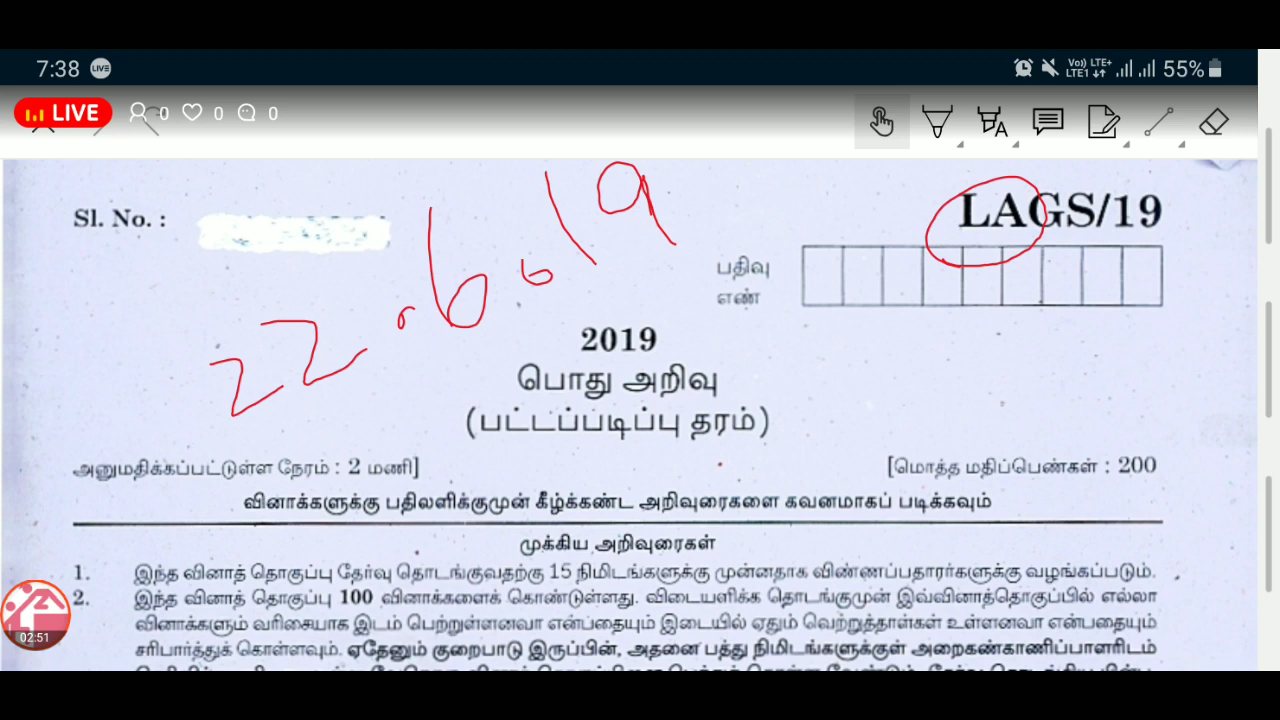 7:38 LIVE Vo) LTE+ LTE1 55%
LIVE 0 0 0
22.6.19
Sl. No. : LAGS/19
பதிவு
எண்
2019
பொது அறிவு
(பட்டப்படிப்பு தரம்)
அனுமதிக்கப்பட்டுள்ள நேரம் : 2 மணி] [மொத்த மதிப்பெண்கள் : 200
வினாக்களுக்கு பதிலளிக்குமுன் கீழ்க்கண்ட அறிவுரைகளை கவனமாகப் படிக்கவும்
முக்கிய அறிவுரைகள்
1. இந்த வினாத் தொகுப்பு தேர்வு தொடங்குவதற்கு 15 நிமிடங்களுக்கு முன்னதாக விண்ணப்பதாரர்களுக்கு வழங்கப்படும்.
2. இந்த வினாத் தொகுப்பு 100 வினாக்களைக் கொண்டுள்ளது. விடையளிக்க தொடங்குமுன் இவ்வினாத்தொகுப்பில் எல்லா
வினாக்களும் வரிசையாக இடம் பெற்றுள்ளனவா என்பதையும் இடையில் ஏதும் வெற்றுத்தாள்கள் உள்ளனவா என்பதையும்
சரிபார்த்துக் கொள்ளவும். ஏதேனும் குறைபாடு இருப்பின், அதனை பத்து நிமிடங்களுக்குள் அறைகண்காணிப்பாளரிடம்
02:51